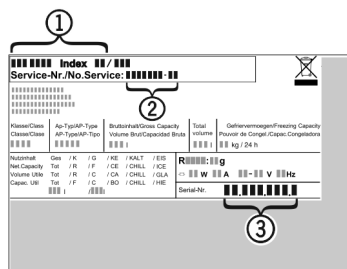 1
Index /
Service-Nr./No.Service: -
2
Klasse/Class Ap-Typ/AP-Type Bruttoinhalt/Gross Capacity Total Gefriervermoegen/Freezing Capacity
Classe/Clase AP-Type/AP-Tipo Volume Brut/Capacidad Bruta volume Pouvoir de Congel./Capac.Congeladora
l l kg / 24 h
Nutzinhalt Ges / K / G / KE / KALT / EIS
Net.Capacity Tot / R / F / CE / CHILL / ICE
Volume Utile Tot / R / C / CA / CHILL / GLA
Capac. Util Tot / F / C / BO / CHILL / HIE
l / l
R : g
W A - V Hz
Serial-Nr. . . .
3